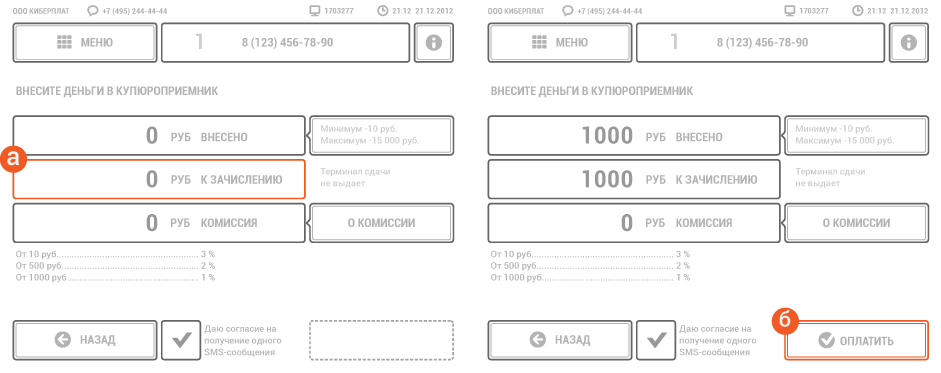 ООО КИБЕРПЛАТ +7 (495) 244-44-44 1703277 21:12 21.12.2012
МЕНЮ 1 8 (123) 456-78-90
ВНЕСИТЕ ДЕНЬГИ В КУПЮРОПРИЕМНИК
0 РУБ ВНЕСЕНО
Минимум -10 руб.
Максимум -15 000 руб.
а
0 РУБ К ЗАЧИСЛЕНИЮ
Терминал сдачи
не выдает
0 РУБ КОМИССИЯ
О КОМИССИИ
От 10 руб. 3 %
От 500 руб. 2 %
От 1000 руб. 1 %
НАЗАД
Даю согласие на
получение одного
SMS-сообщения
ООО КИБЕРПЛАТ +7 (495) 244-44-44 1703277 21:12 21.12.2012
МЕНЮ 1 8 (123) 456-78-90
ВНЕСИТЕ ДЕНЬГИ В КУПЮРОПРИЕМНИК
1000 РУБ ВНЕСЕНО
Минимум -10 руб.
Максимум -15 000 руб.
1000 РУБ К ЗАЧИСЛЕНИЮ
Терминал сдачи
не выдает
0 РУБ КОМИССИЯ
О КОМИССИИ
От 10 руб. 3 %
От 500 руб. 2 %
От 1000 руб. 1 %
НАЗАД
Даю согласие на
получение одного
SMS-сообщения
б
ОПЛАТИТЬ